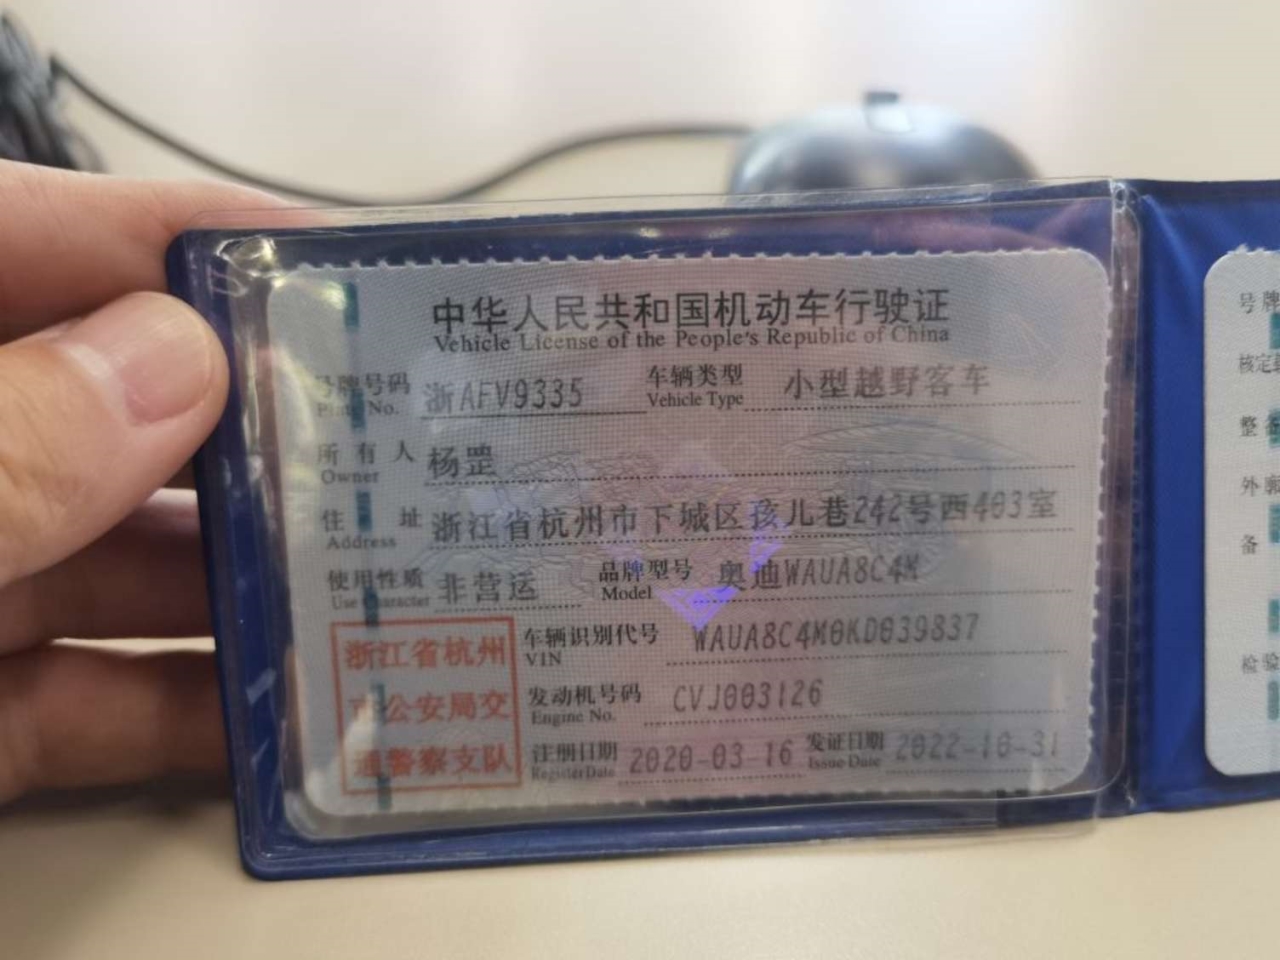 中华人民共和国机动车行驶证
Vehicle License of the People's Republic of China
号牌号码 浙AFV9335 车辆类型 小型越野客车
Plate No. Vehicle Type
所有人 杨罡
Owner
住址 浙江省杭州市下城区孩儿巷242号西403室
Address
使用性质 非营运 品牌型号 奥迪WAUA8C4M
Use Character Model
车辆识别代号 WAUA8C4M0KD039837
VIN
发动机号码 CVJ003126
Engine No.
注册日期 2020-03-16 发证日期 2022-10-31
Register Date Issue Date
浙江省杭州
市公安局交
通警察支队
号牌
核定
整备
外廓
备
检验